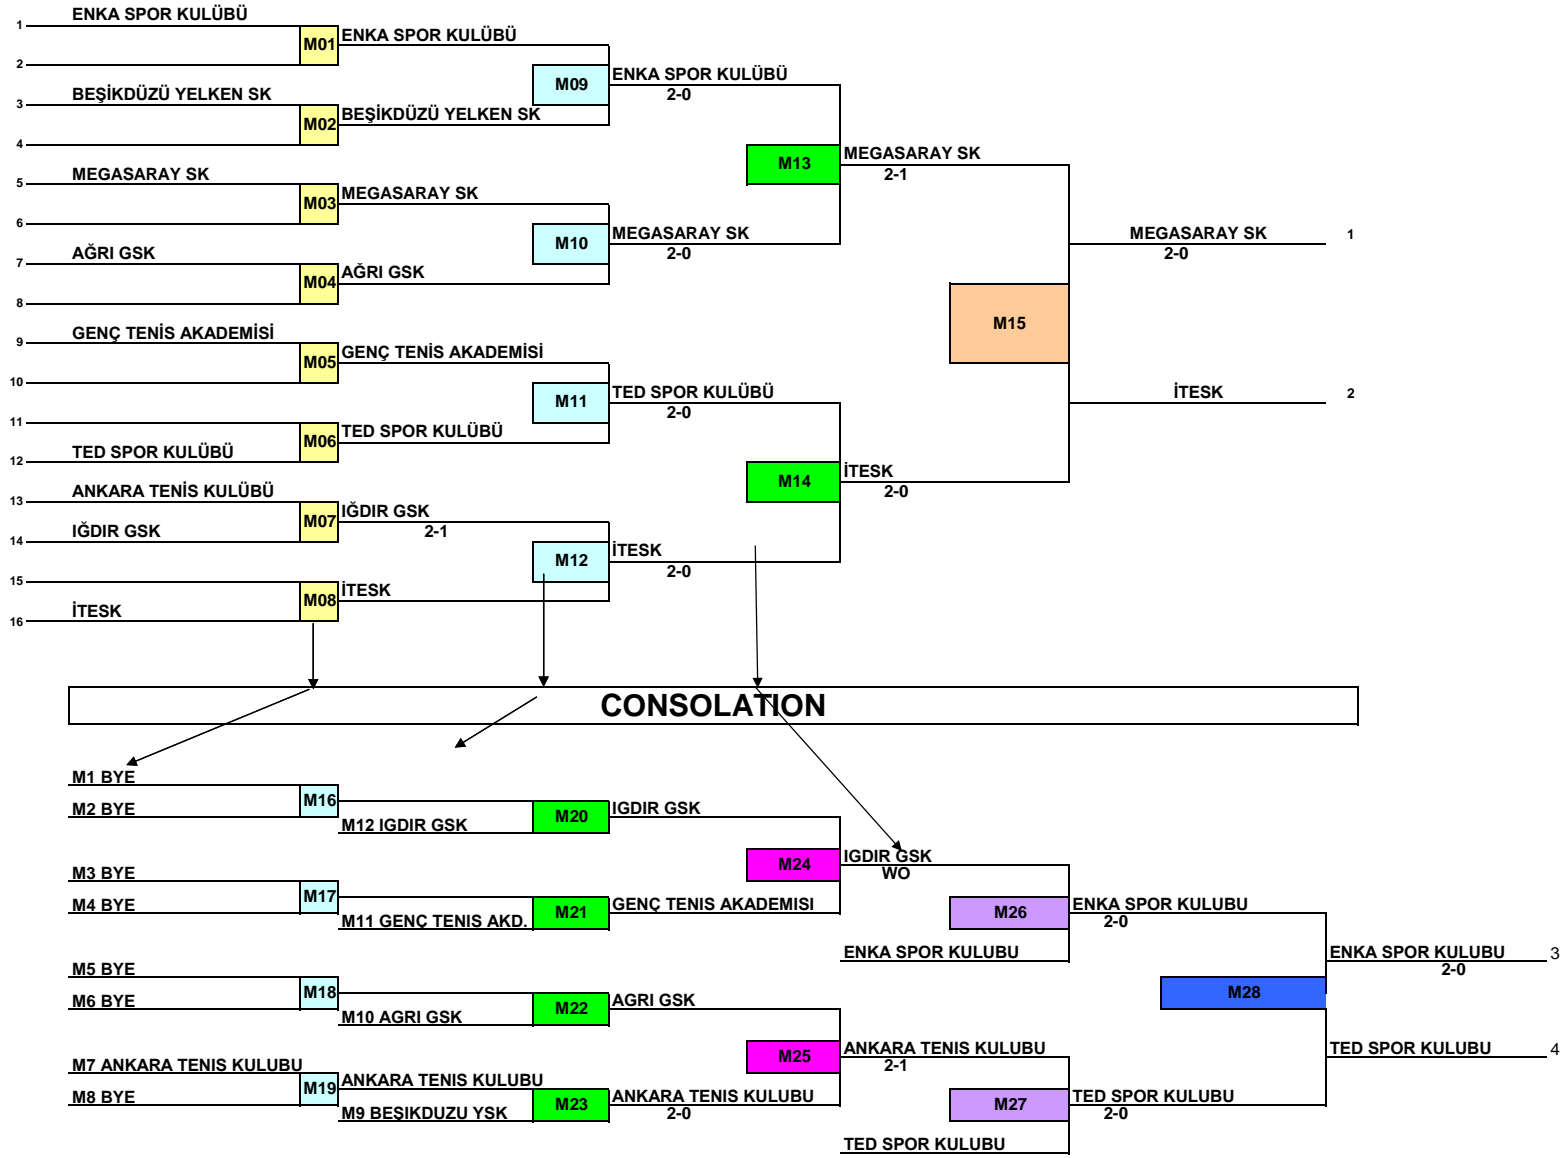 ENKA SPOR KULÜBÜ
1
M01 ENKA SPOR KULÜBÜ
2
M09 ENKA SPOR KULÜBÜ
2-0
BEŞİKDÜZÜ YELKEN SK
3
M02 BEŞİKDÜZÜ YELKEN SK
4
M13 MEGASARAY SK
2-1
MEGASARAY SK
5
M03 MEGASARAY SK
6
M10 MEGASARAY SK
2-0
MEGASARAY SK 1
2-0
AĞRI GSK
7
M04 AĞRI GSK
8
M15
GENÇ TENİS AKADEMİSİ
9
M05 GENÇ TENİS AKADEMİSİ
10
M11 TED SPOR KULÜBÜ
2-0
İTESK 2
11
M06 TED SPOR KULÜBÜ
TED SPOR KULÜBÜ
12
M14 İTESK
2-0
ANKARA TENİS KULÜBÜ
13
M07 IĞDIR GSK
2-1
IĞDIR GSK
14
M12 İTESK
2-0
15
M08 İTESK
İTESK
16
CONSOLATION
M1 BYE
M16
M2 BYE
M12 IGDIR GSK
M20 IGDIR GSK
M24 IGDIR GSK
WO
M3 BYE
M17
M4 BYE
M11 GENÇ TENIS AKD.
M21 GENÇ TENIS AKADEMISI
M26 ENKA SPOR KULUBU
2-0
ENKA SPOR KULUBU
ENKA SPOR KULUBU 3
2-0
M5 BYE
M18
M6 BYE
M10 AGRI GSK
M22 AGRI GSK
M28
M25 ANKARA TENIS KULUBU
2-1
TED SPOR KULUBU 4
M7 ANKARA TENIS KULUBU
M19 ANKARA TENIS KULUBU
M8 BYE
M9 BEŞIKDUZU YSK
M23 ANKARA TENIS KULUBU
2-0
M27 TED SPOR KULUBU
2-0
TED SPOR KULUBU